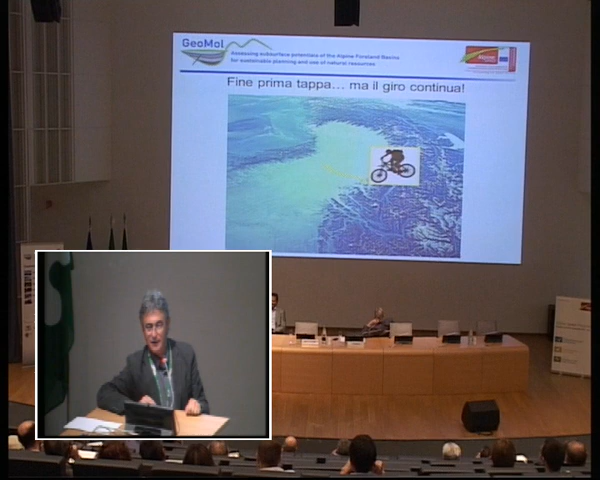 GeoMol
Assessing subsurface potentials of the Alpine Foreland Basins
for sustainable planning and use of natural resources
Fine prima tappa... ma il giro continua!